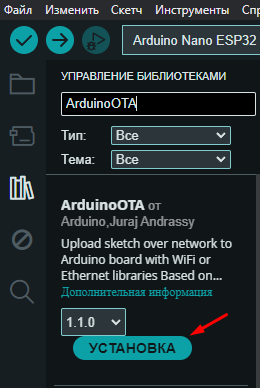 Файл Изменить Скетч Инструменты Спр
Arduino Nano ESP32
УПРАВЛЕНИЕ БИБЛИОТЕКАМИ
ArduinoOTA
Тип: Все
Тема: Все
ArduinoOTA от
Arduino,Juraj Andrassy
Upload sketch over network to
Arduino board with WiFi or
Ethernet libraries Based on...
Дополнительная информация
1.1.0
УСТАНОВКА